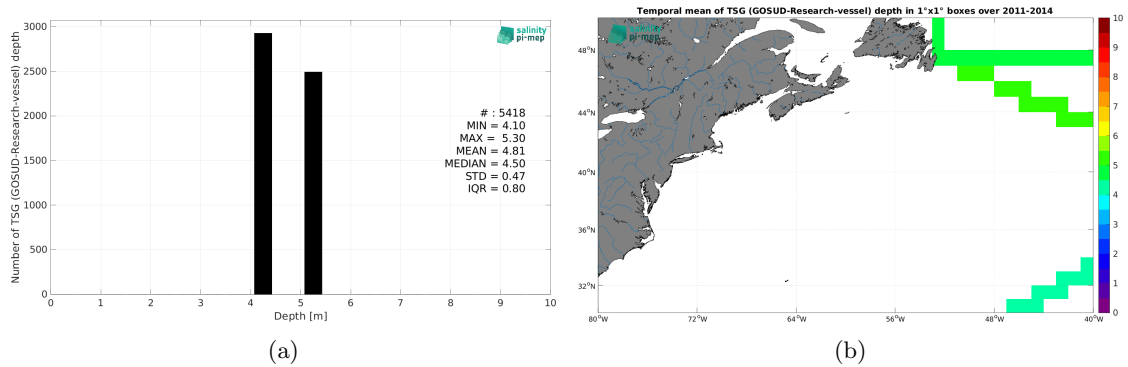 Number of TSG (GOSUD-Research-vessel) depth
3000
2500
2000
1500
1000
500
0
0 1 2 3 4 5 6 7 8 9 10
Depth [m]
salinity
pi-mep
# : 5418
MIN = 4.10
MAX = 5.30
MEAN = 4.81
MEDIAN = 4.50
STD = 0.47
IQR = 0.80
(a)
Temporal mean of TSG (GOSUD-Research-vessel) depth in 1°x1° boxes over 2011-2014
salinity
pi-mep
48°N
44°N
40°N
36°N
32°N
80°W 72°W 64°W 56°W 48°W 40°W
10
9
8
7
6
5
4
3
2
1
0
(b)